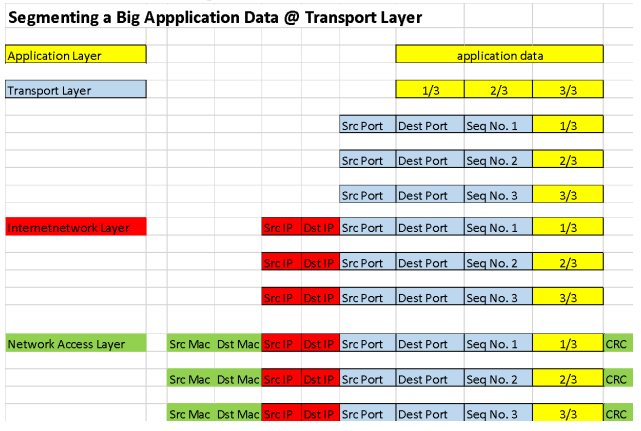 Segmenting a Big Appplication Data @ Transport Layer
Application Layer application data
Transport Layer 1/3 2/3 3/3
Src Port Dest Port Seq No. 1 1/3
Src Port Dest Port Seq No. 2 2/3
Src Port Dest Port Seq No. 3 3/3
Internetnetwork Layer Src IP Dst IP Src Port Dest Port Seq No. 1 1/3
Src IP Dst IP Src Port Dest Port Seq No. 2 2/3
Src IP Dst IP Src Port Dest Port Seq No. 3 3/3
Network Access Layer Src Mac Dst Mac Src IP Dst IP Src Port Dest Port Seq No. 1 1/3 CRC
Src Mac Dst Mac Src IP Dst IP Src Port Dest Port Seq No. 2 2/3 CRC
Src Mac Dst Mac Src IP Dst IP Src Port Dest Port Seq No. 3 3/3 CRC